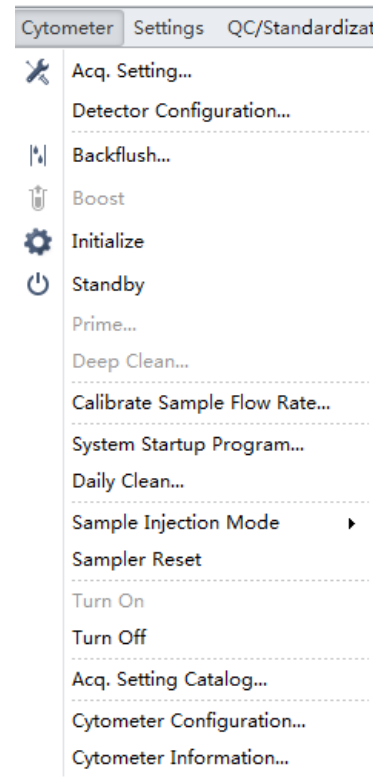 Cytometer Settings QC/Standardizat
Acq. Setting...
Detector Configuration...
Backflush...
Boost
Initialize
Standby
Prime...
Deep Clean...
Calibrate Sample Flow Rate...
System Startup Program...
Daily Clean...
Sample Injection Mode
Sampler Reset
Turn On
Turn Off
Acq. Setting Catalog...
Cytometer Configuration...
Cytometer Information...